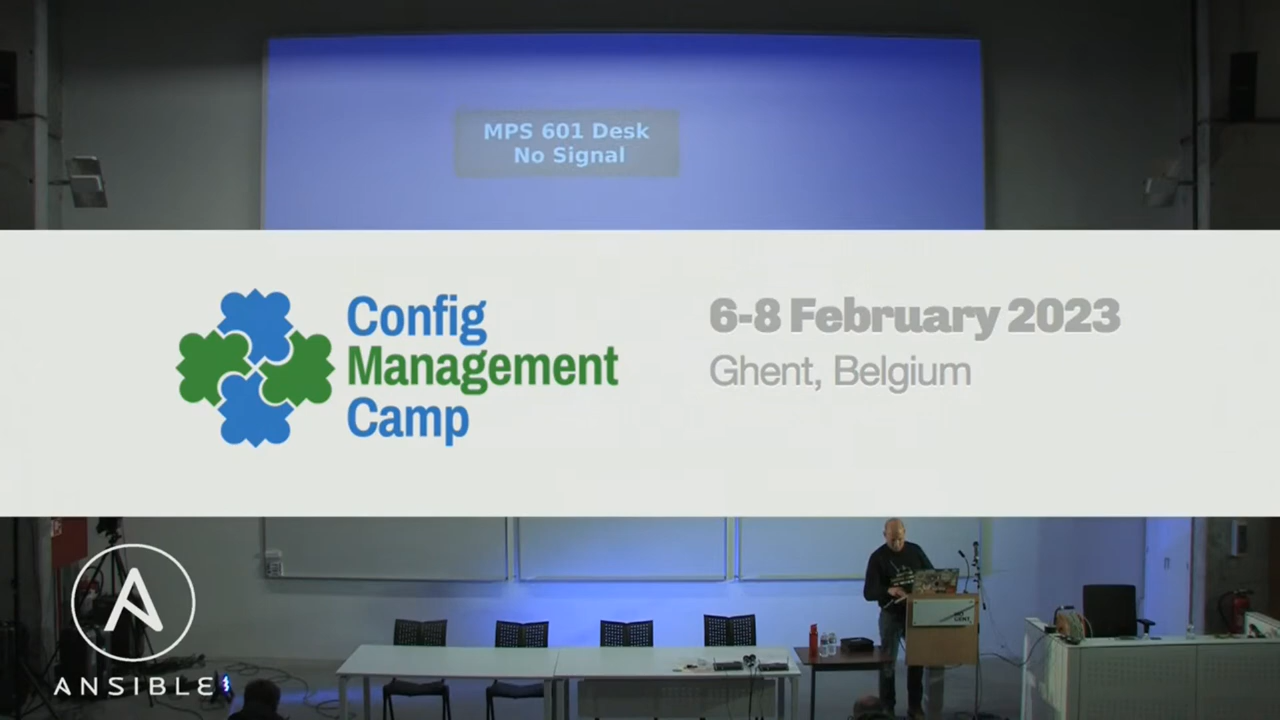 MPS 601 Desk
No Signal
Config
Management
Camp
6-8 February 2023
Ghent, Belgium
A
ANSIBLE